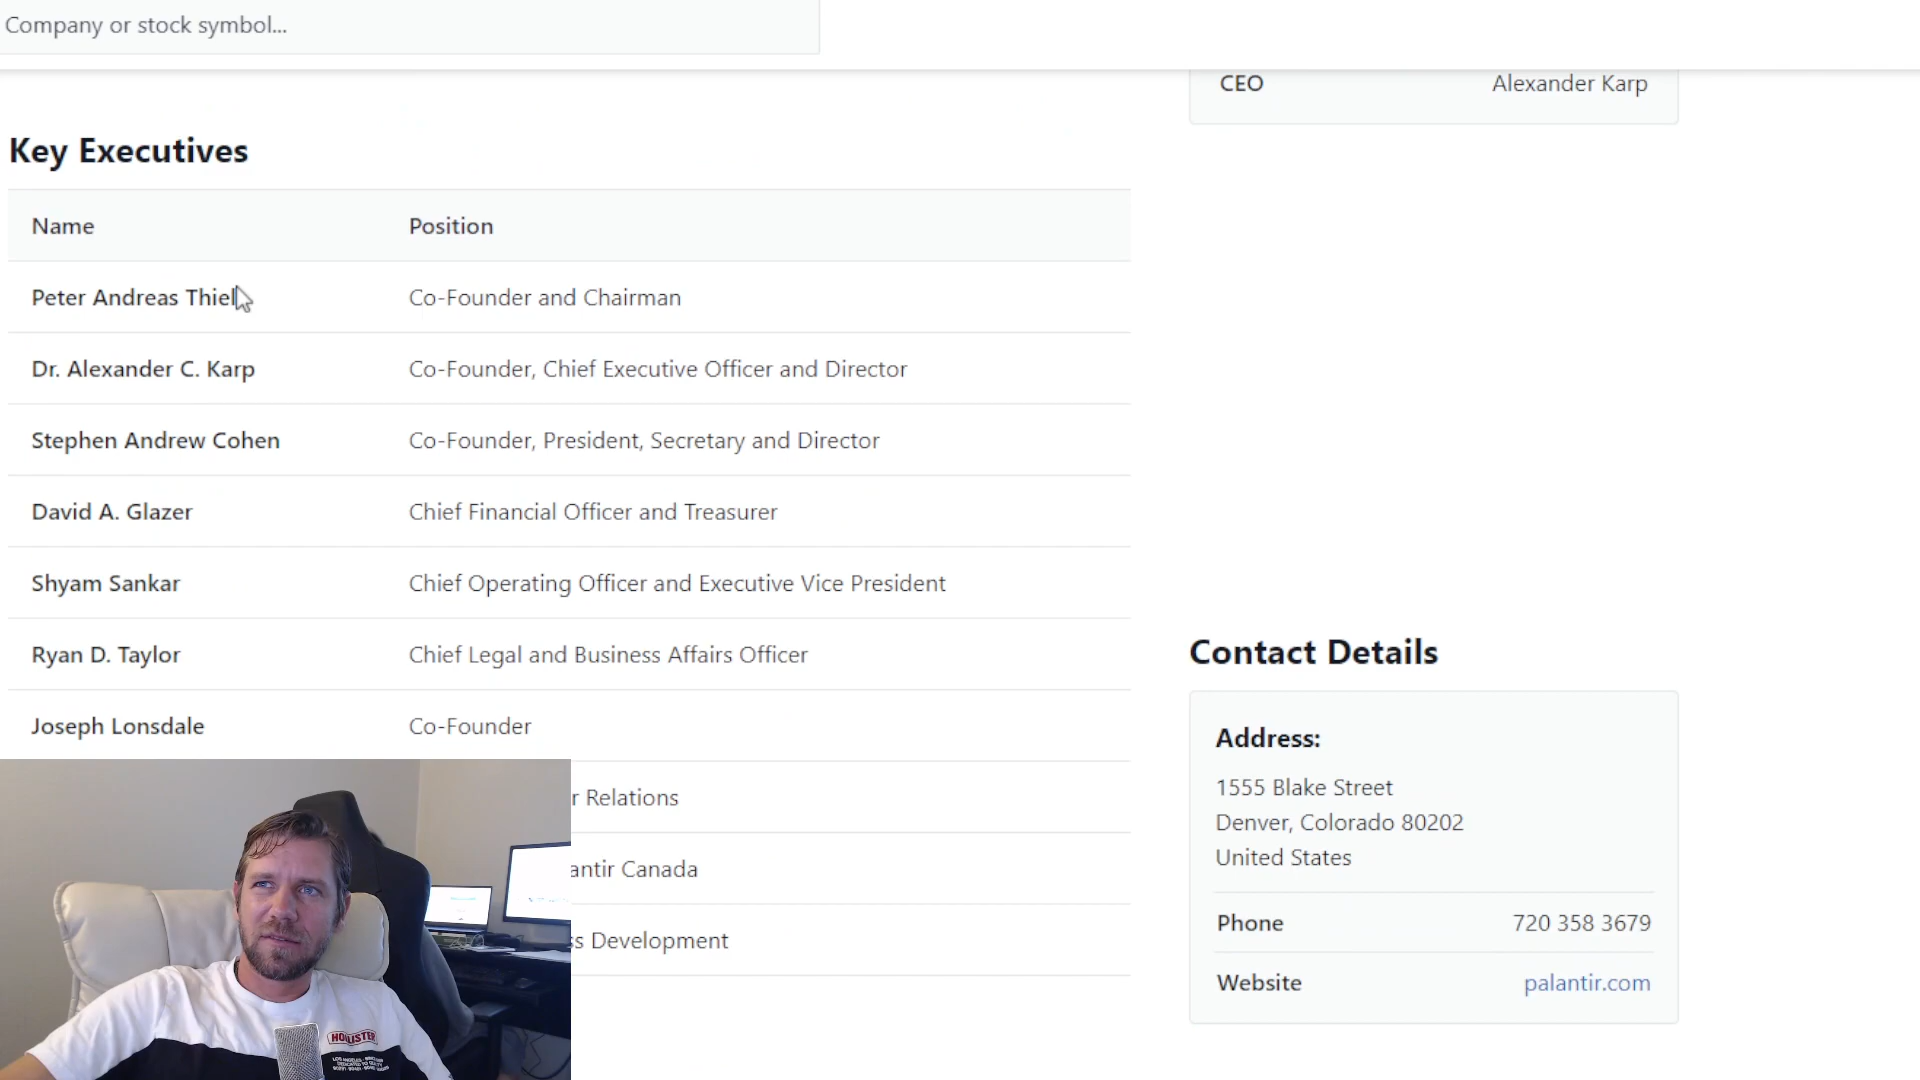 Company or stock symbol...
CEO Alexander Karp
Key Executives
Name Position
Peter Andreas Thiel Co-Founder and Chairman
Dr. Alexander C. Karp Co-Founder, Chief Executive Officer and Director
Stephen Andrew Cohen Co-Founder, President, Secretary and Director
David A. Glazer Chief Financial Officer and Treasurer
Shyam Sankar Chief Operating Officer and Executive Vice President
Ryan D. Taylor Chief Legal and Business Affairs Officer
Joseph Lonsdale Co-Founder
r Relations
antir Canada
s Development
Contact Details
Address:
1555 Blake Street
Denver, Colorado 80202
United States
Phone 720 358 3679
Website palantir.com
HOLLISTER